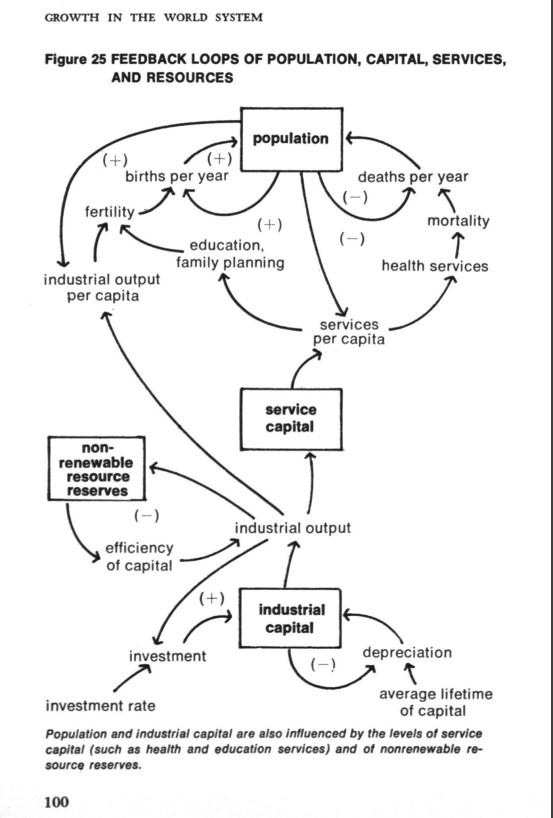 GROWTH IN THE WORLD SYSTEM
Figure 25 FEEDBACK LOOPS OF POPULATION, CAPITAL, SERVICES,
AND RESOURCES
population
(+)
(+)
births per year
deaths per year
(−)
fertility
(+)
mortality
(−)
education,
family planning
health services
industrial output
per capita
services
per capita
service
capital
non-
renewable
resource
reserves
(−)
industrial output
efficiency
of capital
(+)
industrial
capital
investment
(−)
depreciation
investment rate
average lifetime
of capital
Population and industrial capital are also influenced by the levels of service
capital (such as health and education services) and of nonrenewable re-
source reserves.
100